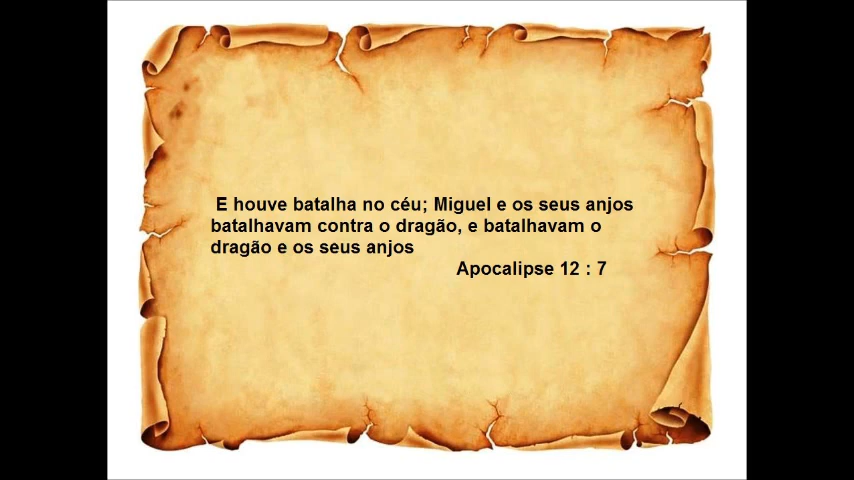 E houve batalha no céu; Miguel e os seus anjos
batalhavam contra o dragão, e batalhavam o
dragão e os seus anjos
Apocalipse 12 : 7